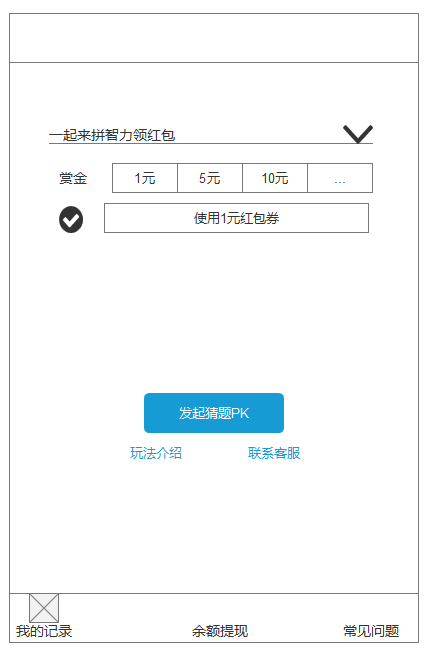 一起来拼智力领红包
赏金 1元 5元 10元 ...
使用1元红包券
发起猜题PK
玩法介绍 联系客服
我的记录 余额提现 常见问题